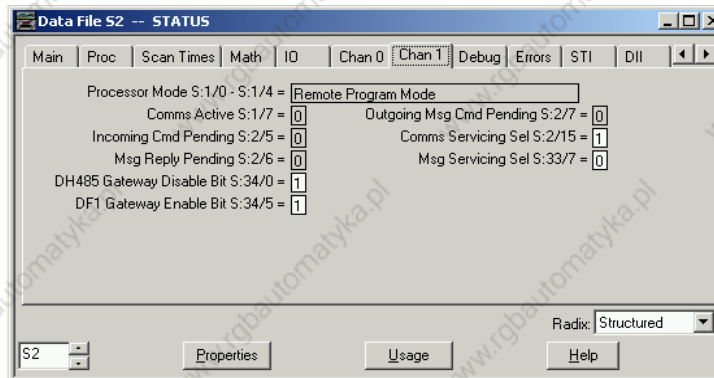 Data File S2 -- STATUS
Main Proc Scan Times Math IO Chan 0 Chan 1 Debug Errors STI DII
Processor Mode S:1/0 - S:1/4 = Remote Program Mode
Comms Active S:1/7 = 0 Outgoing Msg Cmd Pending S:2/7 = 0
Incoming Cmd Pending S:2/5 = 0 Comms Servicing Sel S:2/15 = 1
Msg Reply Pending S:2/6 = 0 Msg Servicing Sel S:33/7 = 0
DH485 Gateway Disable Bit S:34/0 = 1
DF1 Gateway Enable Bit S:34/5 = 1
Radix: Structured
S2 Properties Usage Help
www.rgbautomatyka.pl